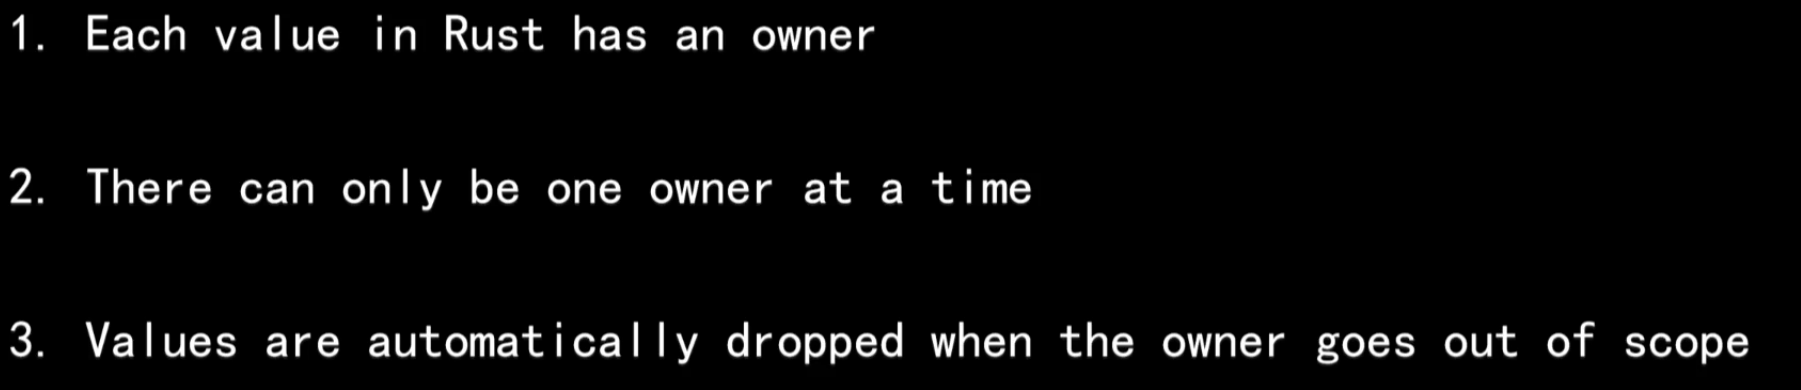 1. Each value in Rust has an owner
2. There can only be one owner at a time
3. Values are automatically dropped when the owner goes out of scope